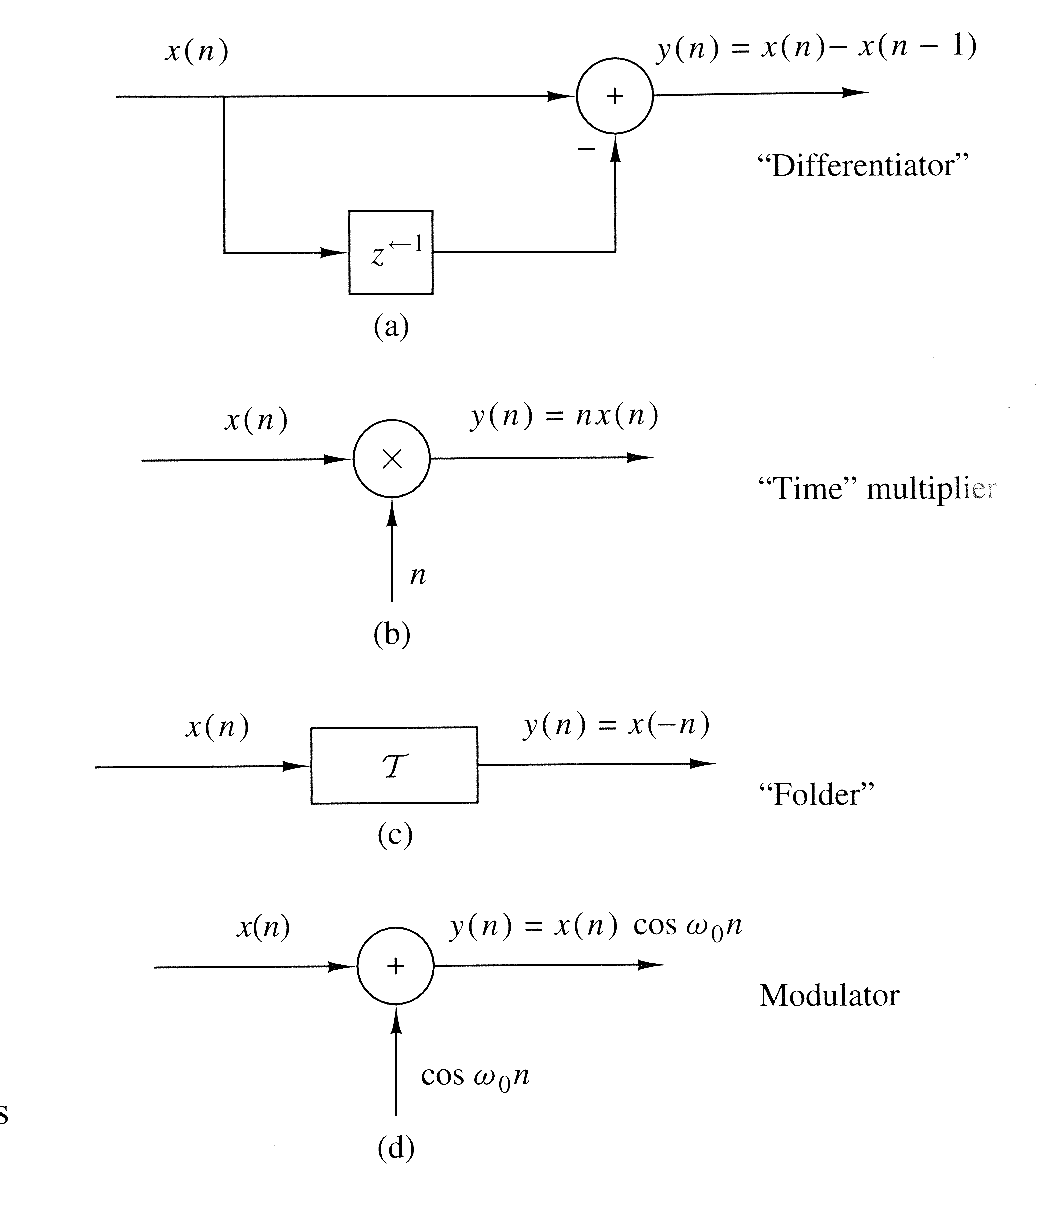 x(n)
y(n) = x(n)− x(n − 1)
+
−
“Differentiator”
z←1
(a)
x(n)
y(n) = nx(n)
×
“Time” multiplier
n
(b)
x(n)
y(n) = x(−n)
𝒯
“Folder”
(c)
x(n)
y(n) = x(n) cos ω₀n
+
Modulator
cos ω₀n
s
(d)